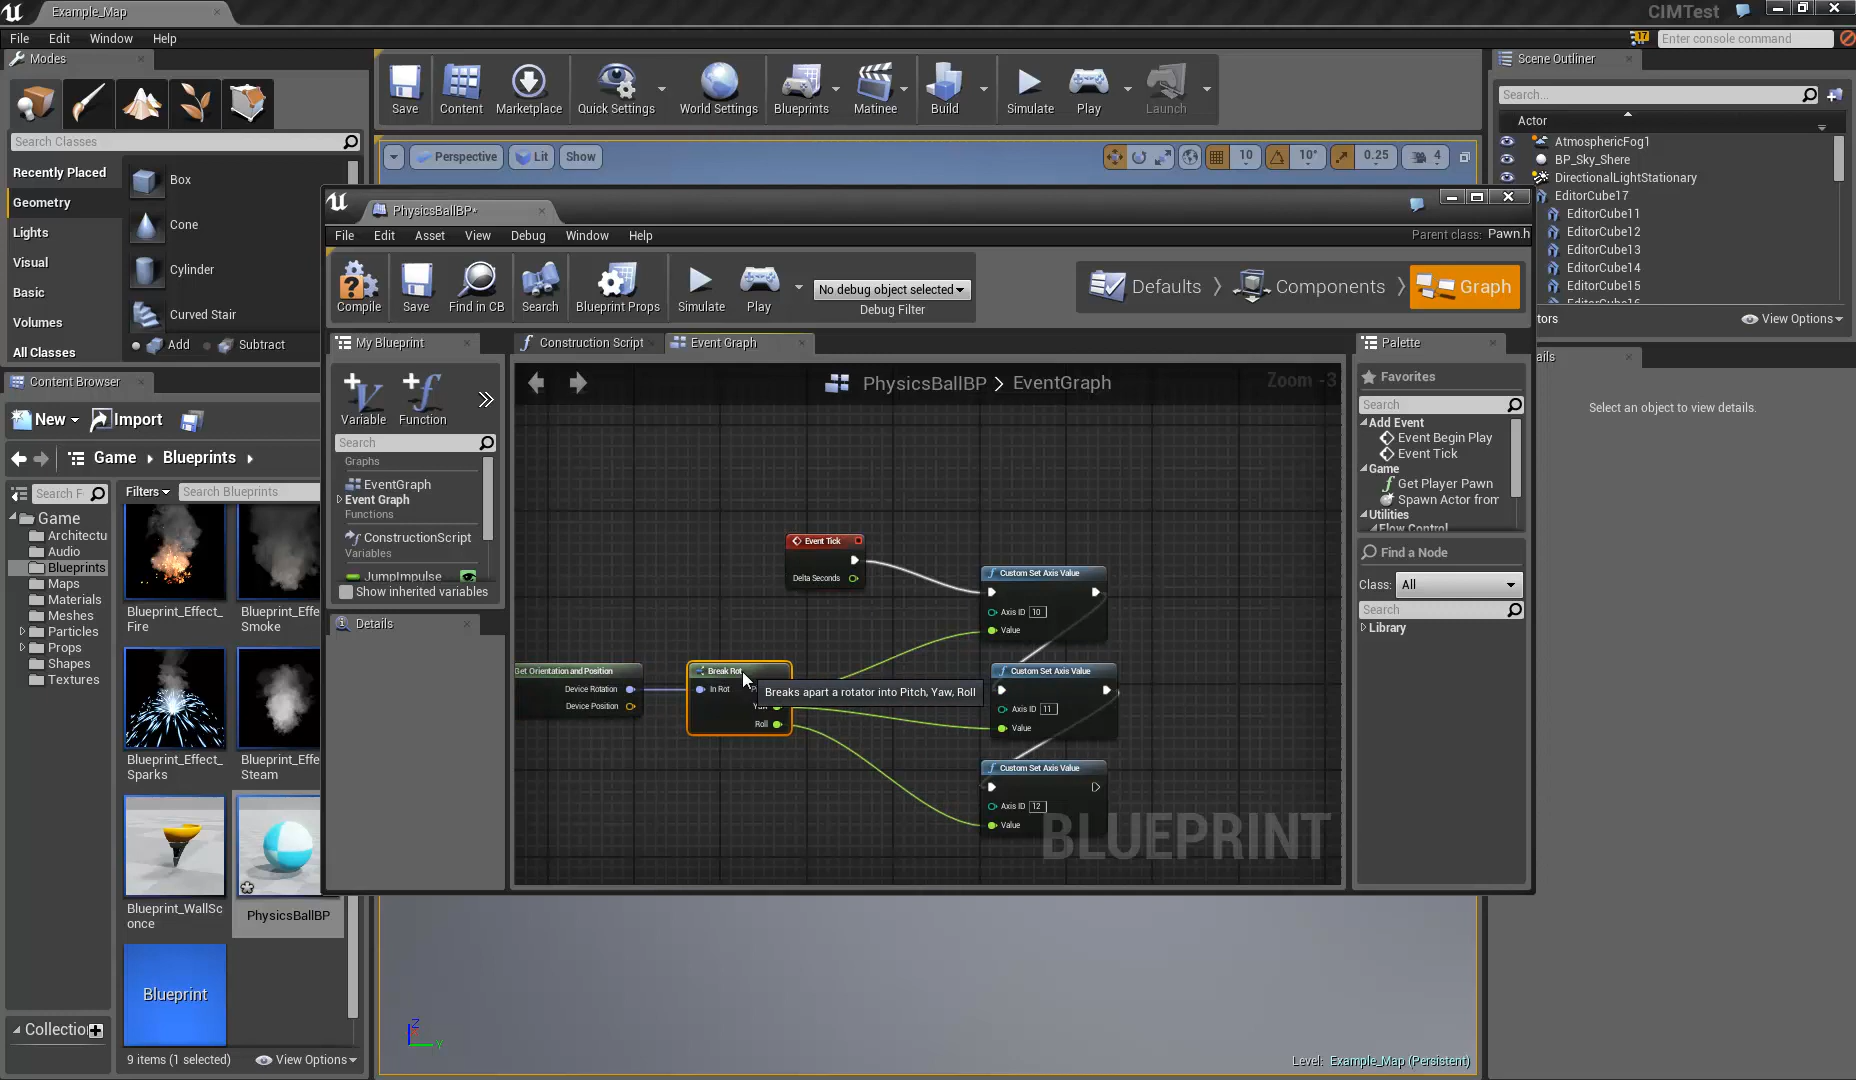 Example_Map
CIMTest
File Edit Window Help
17
Enter console command
Modes
Search Classes
Recently Placed
Geometry
Lights
Visual
Basic
Volumes
All Classes
Box
Cone
Cylinder
Curved Stair
Add
Subtract
Save
Content
Marketplace
Quick Settings
World Settings
Blueprints
Matinee
Build
Simulate
Play
Launch
Perspective
Lit
Show
10
10°
0.25
4
Scene Outliner
Search...
Actor
AtmosphericFog1
BP_Sky_Shere
DirectionalLightStationary
EditorCube17
EditorCube11
EditorCube12
EditorCube13
EditorCube14
EditorCube15
EditorCube16
tors
View Options
ails
Select an object to view details.
PhysicsBallBP*
File Edit Asset View Debug Window Help
Parent class: Pawn.h
Compile
Save
Find in CB
Search
Blueprint Props
Simulate
Play
No debug object selected
Debug Filter
Defaults
Components
Graph
My Blueprint
Variable
Function
Search
Graphs
EventGraph
Event Graph
Functions
ConstructionScript
Variables
JumpImpulse
Show inherited variables
Details
Construction Script
Event Graph
PhysicsBallBP > EventGraph
Zoom -3
Event Tick
Delta Seconds
Custom Set Axis Value
Axis ID 10
Value
Get Orientation and Position
Device Rotation
Device Position
Break Rot
In Rot
Yaw
Roll
Breaks apart a rotator into Pitch, Yaw, Roll
Custom Set Axis Value
Axis ID 11
Value
Custom Set Axis Value
Axis ID 12
Value
BLUEPRINT
Palette
Favorites
Search
Add Event
Event Begin Play
Event Tick
Game
Get Player Pawn
Spawn Actor from
Utilities
Flow Control
Find a Node
Class: All
Search
Library
Content Browser
New
Import
Game
Blueprints
Search F
Filters
Search Blueprints
Game
Architectu
Audio
Blueprints
Maps
Materials
Meshes
Particles
Props
Shapes
Textures
Blueprint_Effect_
Fire
Blueprint_Effe
Smoke
Blueprint_Effect_
Sparks
Blueprint_Effe
Steam
Blueprint_WallSc
once
PhysicsBallBP
Blueprint
Collectio
9 items (1 selected)
View Options
Z
Y
Level: Example_Map (Persistent)